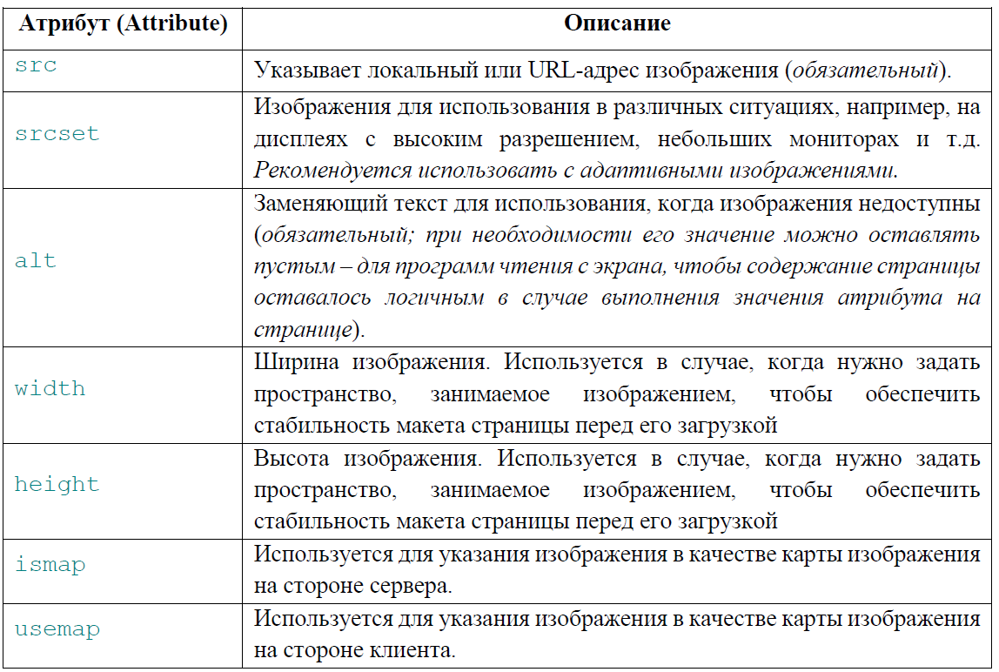 Атрибут (Attribute) Описание
src Указывает локальный или URL-адрес изображения (обязательный).
srcset Изображения для использования в различных ситуациях, например, на
дисплеях с высоким разрешением, небольших мониторах и т.д.
Рекомендуется использовать с адаптивными изображениями.
alt Заменяющий текст для использования, когда изображения недоступны
(обязательный; при необходимости его значение можно оставлять
пустым – для программ чтения с экрана, чтобы содержание страницы
оставалось логичным в случае выполнения значения атрибута на
странице).
width Ширина изображения. Используется в случае, когда нужно задать
пространство, занимаемое изображением, чтобы обеспечить
стабильность макета страницы перед его загрузкой
height Высота изображения. Используется в случае, когда нужно задать
пространство, занимаемое изображением, чтобы обеспечить
стабильность макета страницы перед его загрузкой
ismap Используется для указания изображения в качестве карты изображения
на стороне сервера.
usemap Используется для указания изображения в качестве карты изображения
на стороне клиента.